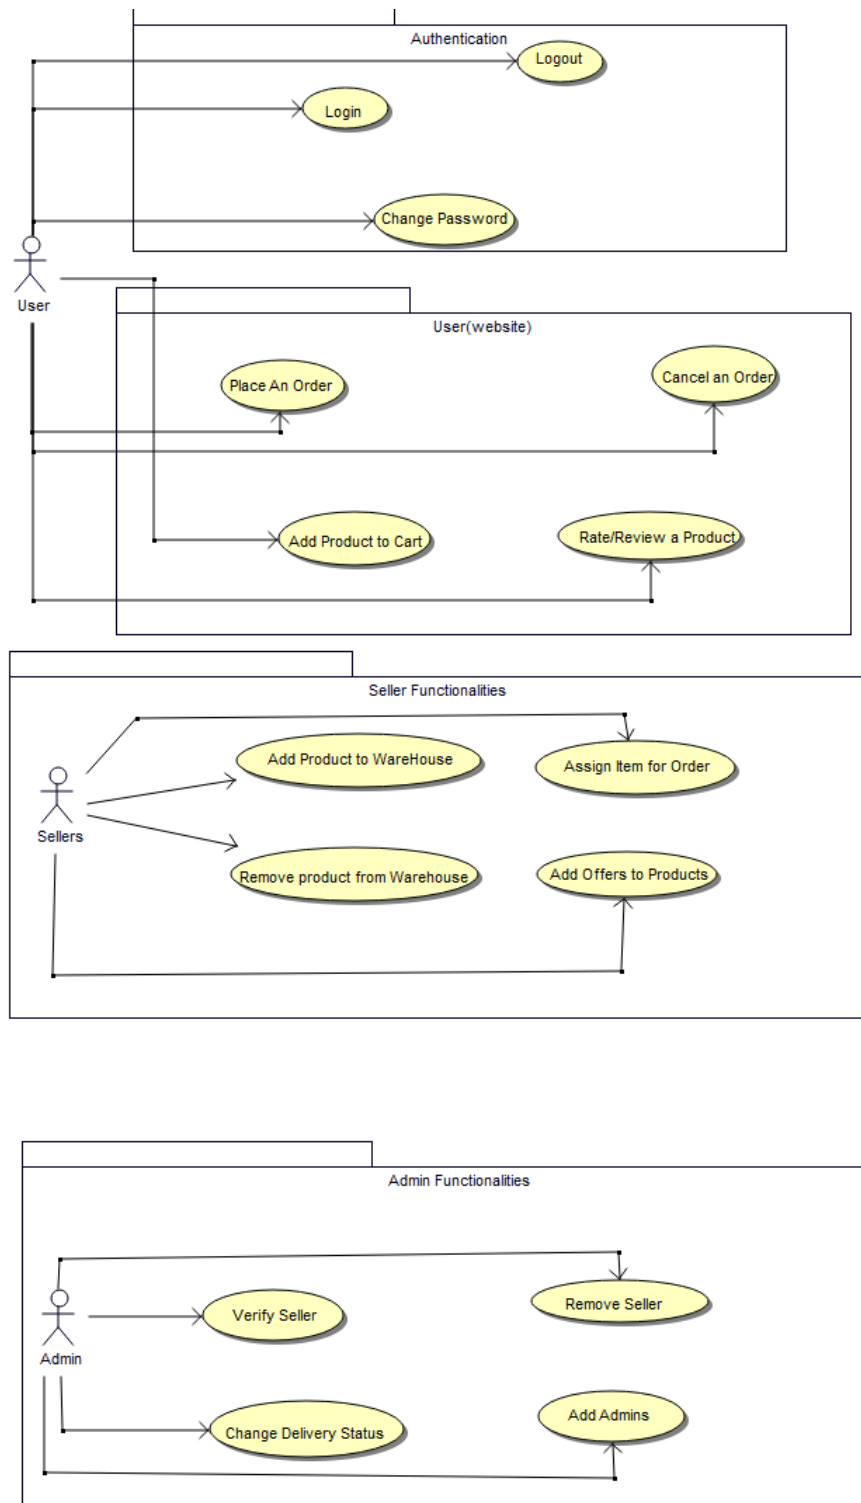 Authentication
Logout
Login
Change Password
User
User(website)
Place An Order
Cancel an Order
Add Product to Cart
Rate/Review a Product
Seller Functionalities
Add Product to WareHouse
Assign Item for Order
Sellers
Remove product from Warehouse
Add Offers to Products
Admin Functionalities
Verify Seller
Remove Seller
Admin
Change Delivery Status
Add Admins